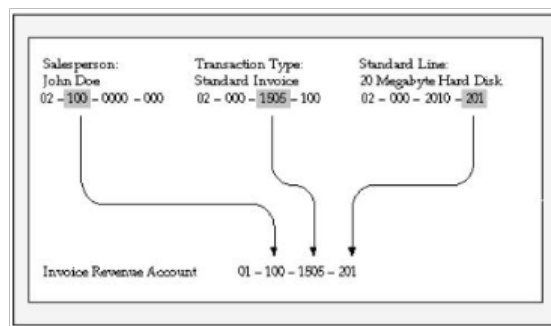 Salesperson:
John Doe
02 - 100 - 0000 - 000
Transaction Type:
Standard Invoice
02 - 000 - 1505 - 100
Standard Line:
20 Megabyte Hard Disk
02 - 000 - 2010 - 201
Invoice Revenue Account 01 - 100 - 1505 - 201